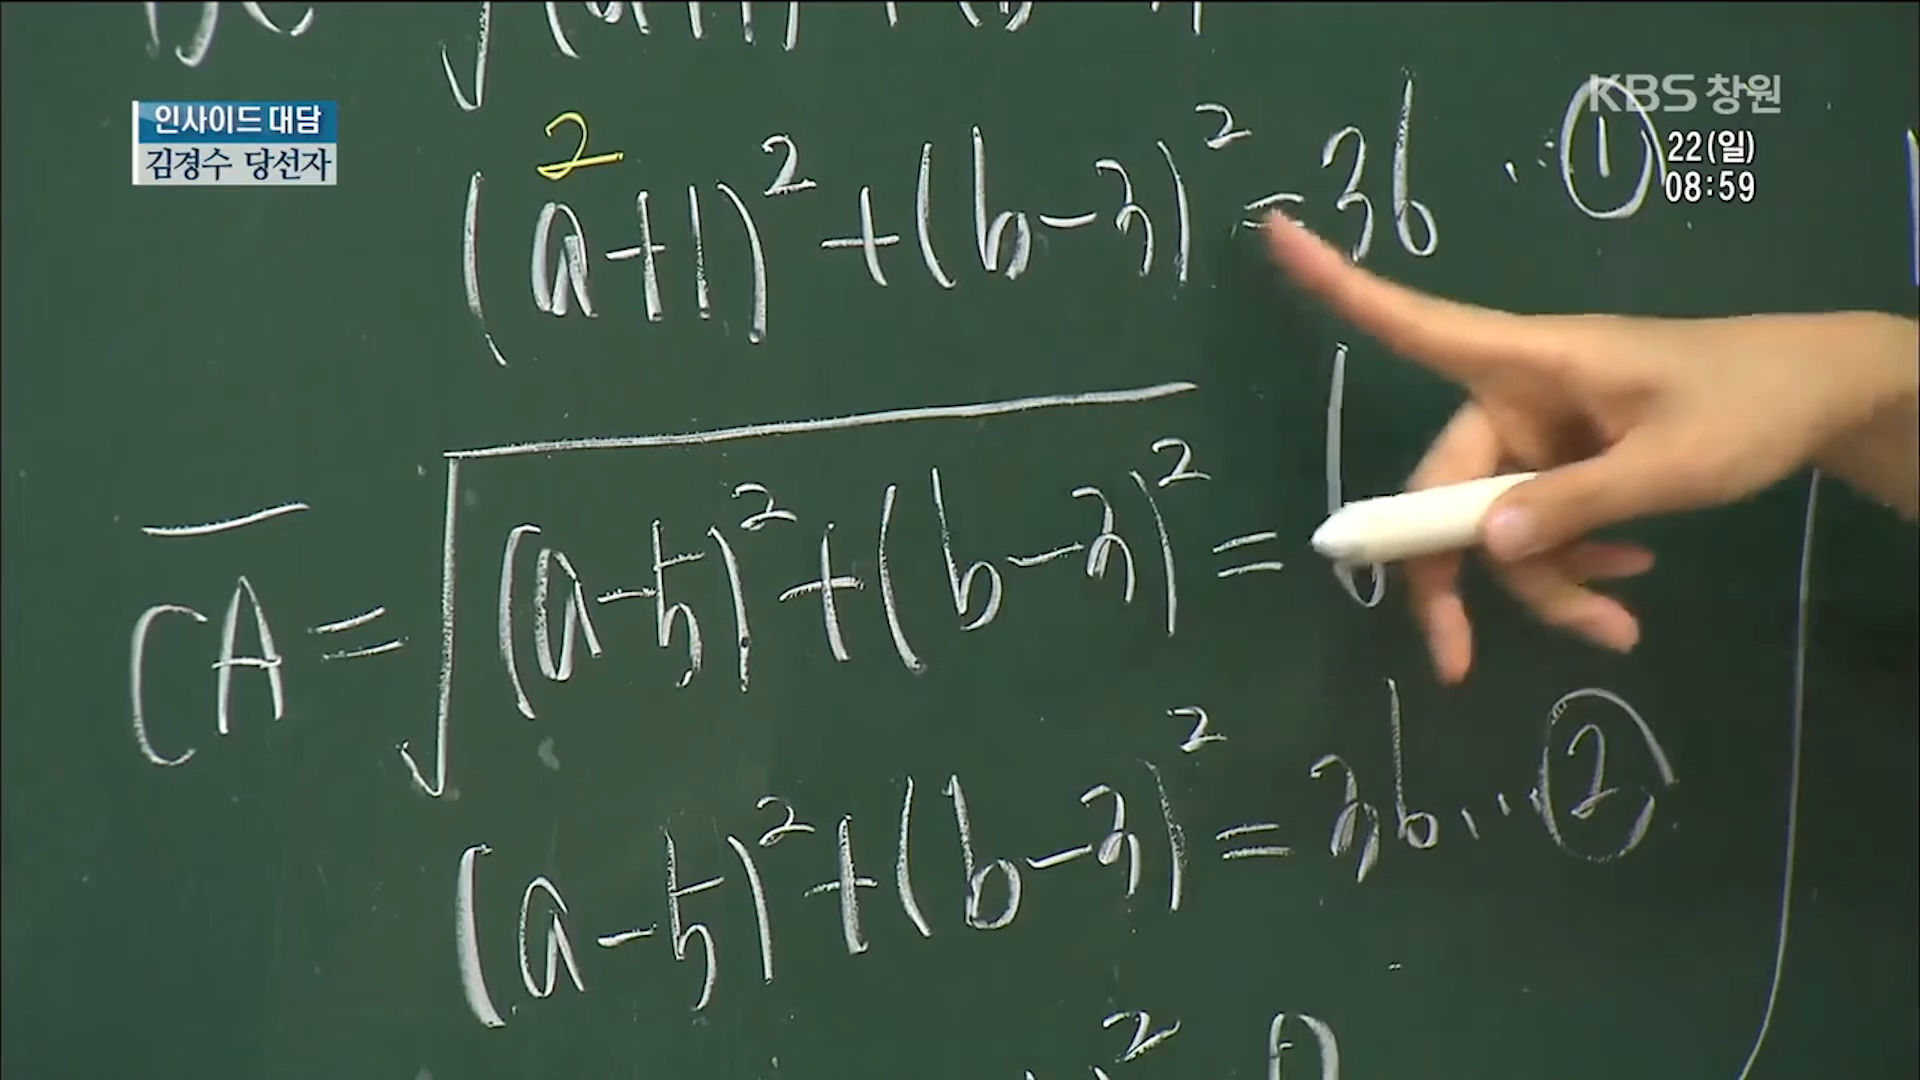 KBS 창원
22(일)
08:59
인사이드 대담
김경수 당선자
2
(a+1)² + (b-3)² = 36 … ①
CA = √(a-5)² + (b-3)² = 6
(a-5)² + (b-3)² = 36 … ②